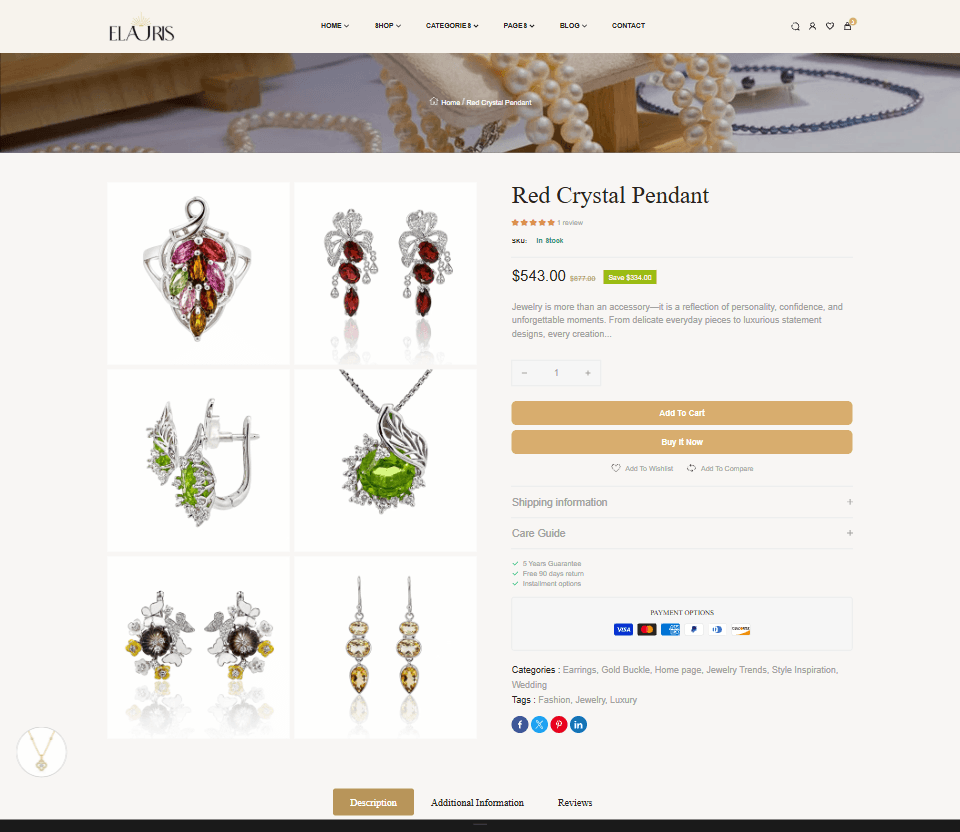 ELAURIS
HOME SHOP CATEGORIES PAGES BLOG CONTACT
Home / Red Crystal Pendant
Red Crystal Pendant
1 review
SKU: In Stock
$543.00 $877.00 Save $334.00
Jewelry is more than an accessory—it is a reflection of personality, confidence, and
unforgettable moments. From delicate everyday pieces to luxurious statement
designs, every creation...
− 1 +
Add To Cart
Buy It Now
Add To Wishlist Add To Compare
Shipping information +
Care Guide +
5 Years Guarantee
Free 90 days return
Installment options
PAYMENT OPTIONS
VISA
Categories : Earrings, Gold Buckle, Home page, Jewelry Trends, Style Inspiration,
Wedding
Tags : Fashion, Jewelry, Luxury
Description Additional Information Reviews